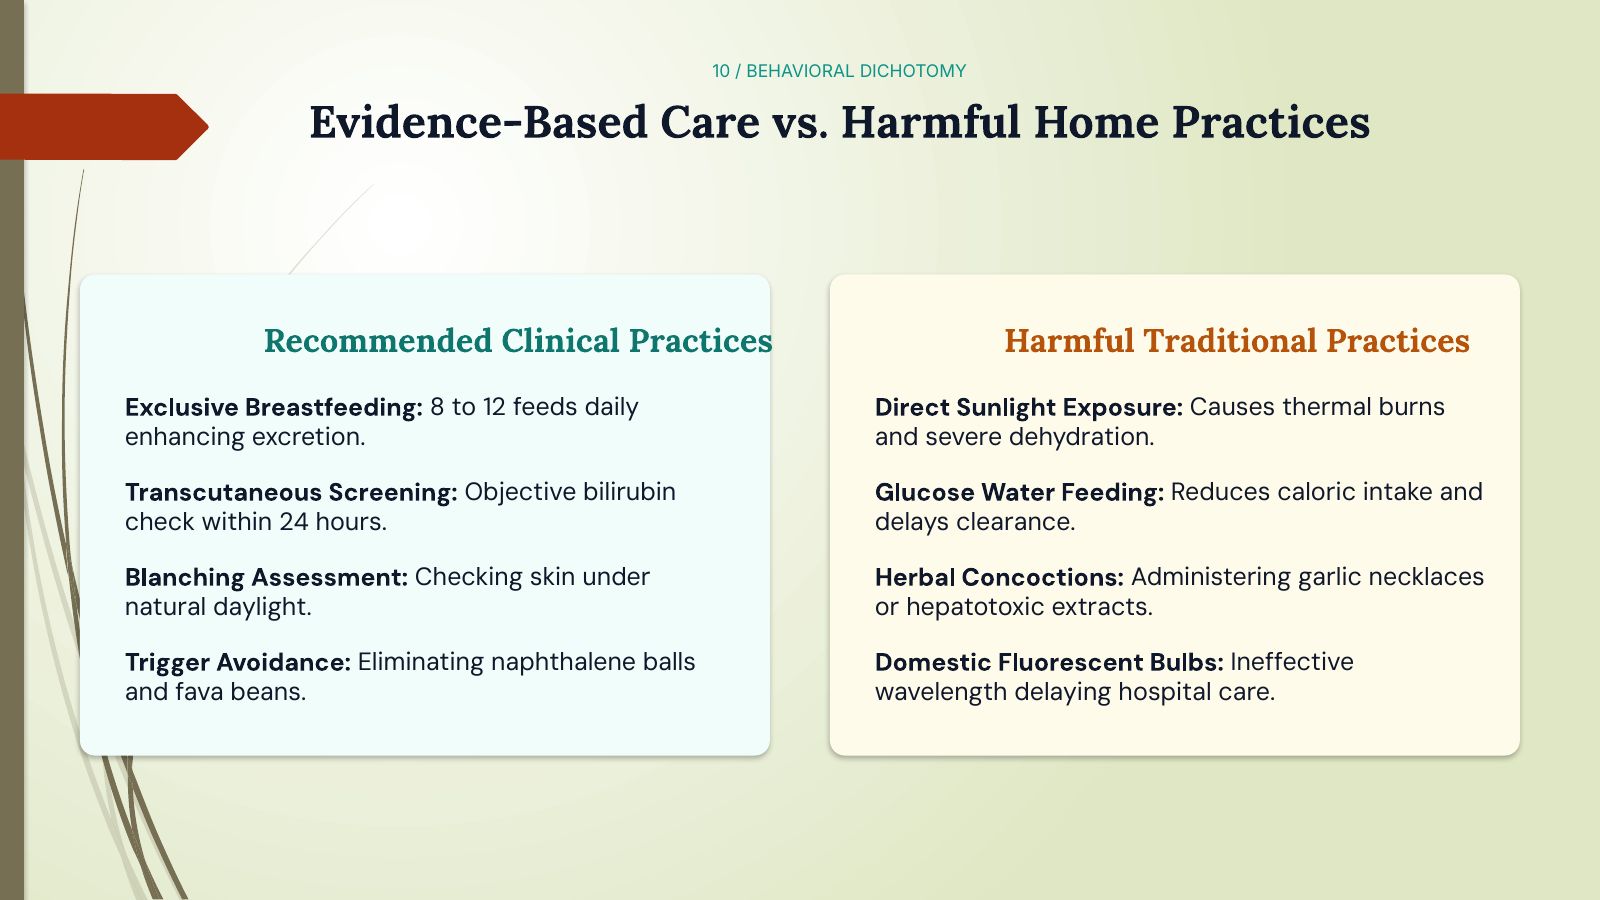 10 / BEHAVIORAL DICHOTOMY
Evidence-Based Care vs. Harmful Home Practices
Recommended Clinical Practices
Exclusive Breastfeeding: 8 to 12 feeds daily
enhancing excretion.
Transcutaneous Screening: Objective bilirubin
check within 24 hours.
Blanching Assessment: Checking skin under
natural daylight.
Trigger Avoidance: Eliminating naphthalene balls
and fava beans.
Harmful Traditional Practices
Direct Sunlight Exposure: Causes thermal burns
and severe dehydration.
Glucose Water Feeding: Reduces caloric intake and
delays clearance.
Herbal Concoctions: Administering garlic necklaces
or hepatotoxic extracts.
Domestic Fluorescent Bulbs: Ineffective
wavelength delaying hospital care.